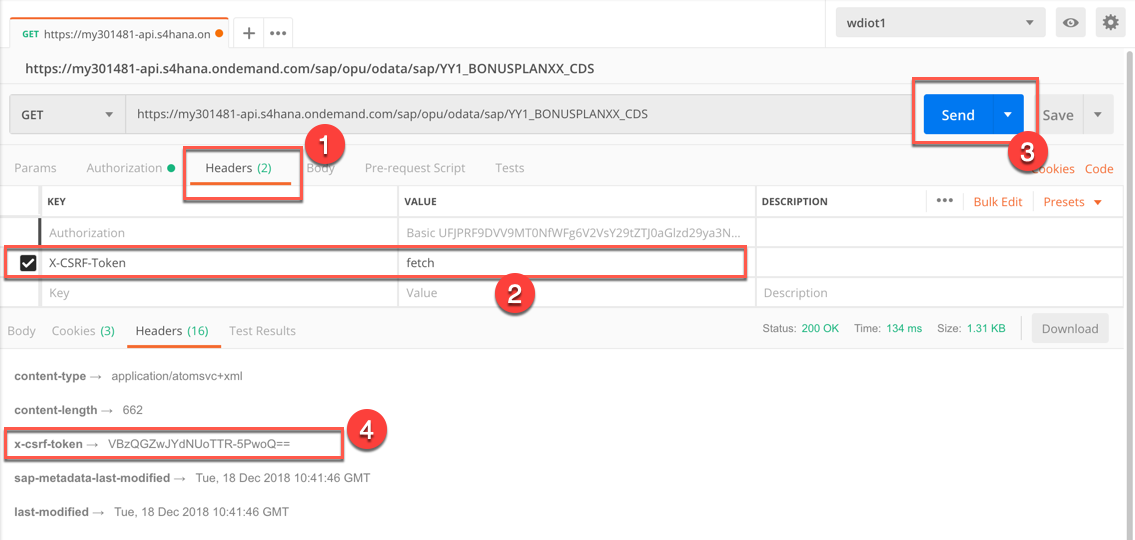 GET https://my301481-api.s4hana.on + ••• wdiot1
https://my301481-api.s4hana.ondemand.com/sap/opu/odata/sap/YY1_BONUSPLANXX_CDS
GET https://my301481-api.s4hana.ondemand.com/sap/opu/odata/sap/YY1_BONUSPLANXX_CDS Send Save
1
3
Params Authorization Headers (2) Body Pre-request Script Tests Cookies Code
KEY VALUE DESCRIPTION ••• Bulk Edit Presets
Authorization Basic UFJPRF9DVV9MT0NfWFg6V2VsY29tZTJ0aGlzd29ya3N...
X-CSRF-Token fetch
2
Key Value Description
Body Cookies (3) Headers (16) Test Results Status: 200 OK Time: 134 ms Size: 1.31 KB Download
content-type → application/atomsvc+xml
content-length → 662
x-csrf-token → VBzQGZwJYdNUoTTR-5PwoQ==
4
sap-metadata-last-modified → Tue, 18 Dec 2018 10:41:46 GMT
last-modified → Tue, 18 Dec 2018 10:41:46 GMT